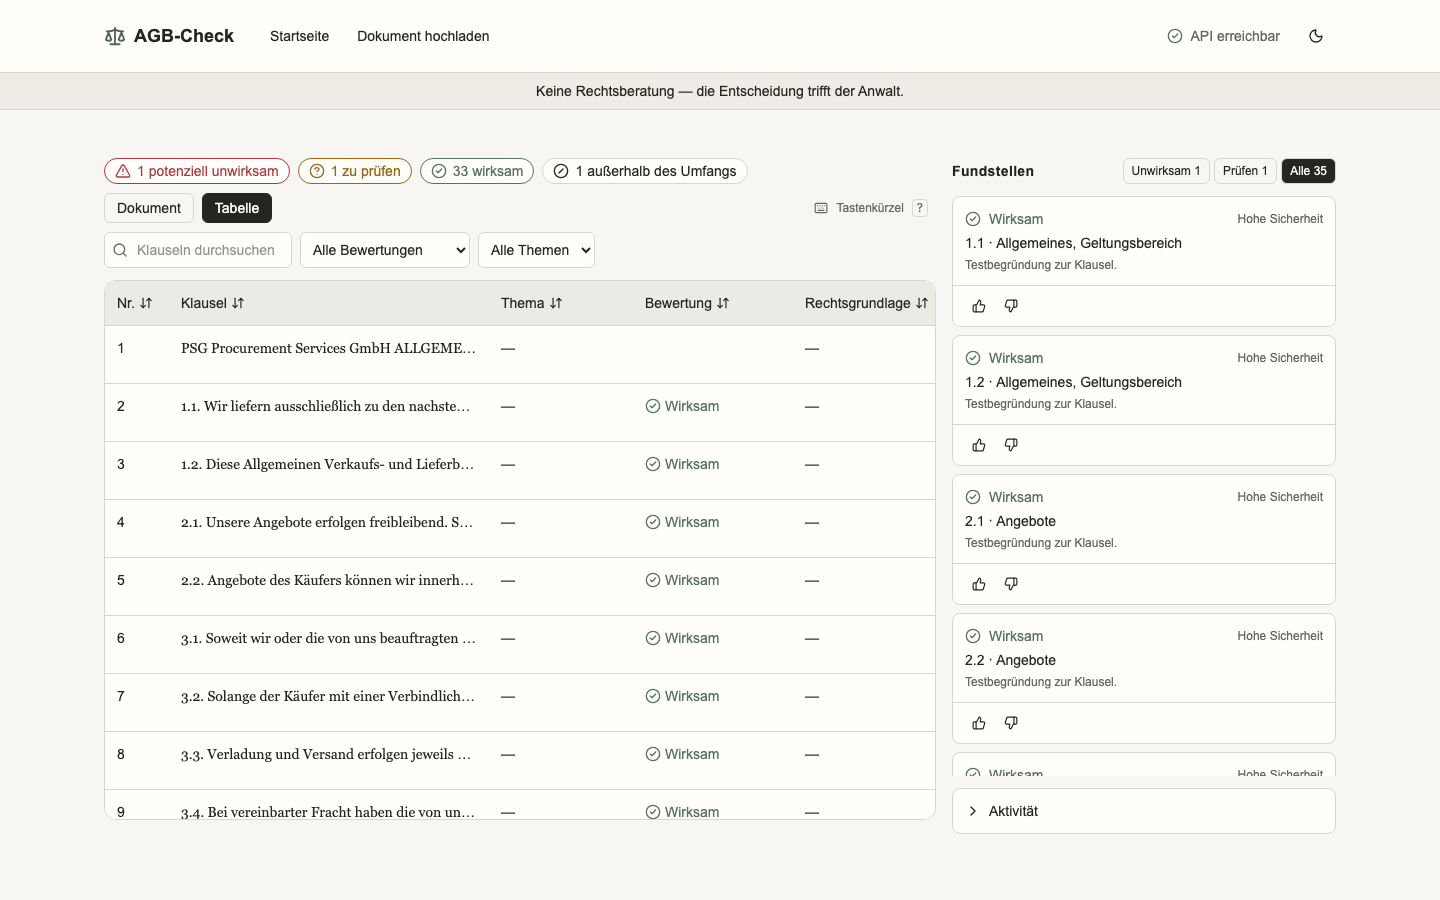 AGB-Check Startseite Dokument hochladen API erreichbar
Keine Rechtsberatung — die Entscheidung trifft der Anwalt.
1 potenziell unwirksam 1 zu prüfen 33 wirksam 1 außerhalb des Umfangs
Dokument Tabelle Tastenkürzel ?
Klauseln durchsuchen Alle Bewertungen Alle Themen
Nr. Klausel Thema Bewertung Rechtsgrundlage
1 PSG Procurement Services GmbH ALLGEME… — —
2 1.1. Wir liefern ausschließlich zu den nachste… — Wirksam —
3 1.2. Diese Allgemeinen Verkaufs- und Lieferb… — Wirksam —
4 2.1. Unsere Angebote erfolgen freibleibend. S… — Wirksam —
5 2.2. Angebote des Käufers können wir innerh… — Wirksam —
6 3.1. Soweit wir oder die von uns beauftragten … — Wirksam —
7 3.2. Solange der Käufer mit einer Verbindlich… — Wirksam —
8 3.3. Verladung und Versand erfolgen jeweils … — Wirksam —
9 3.4. Bei vereinbarter Fracht haben die von un… — Wirksam —
Fundstellen Unwirksam 1 Prüfen 1 Alle 35
Wirksam Hohe Sicherheit
1.1 · Allgemeines, Geltungsbereich
Testbegründung zur Klausel.
Wirksam Hohe Sicherheit
1.2 · Allgemeines, Geltungsbereich
Testbegründung zur Klausel.
Wirksam Hohe Sicherheit
2.1 · Angebote
Testbegründung zur Klausel.
Wirksam Hohe Sicherheit
2.2 · Angebote
Testbegründung zur Klausel.
Wirksam Hohe Sicherheit
Aktivität